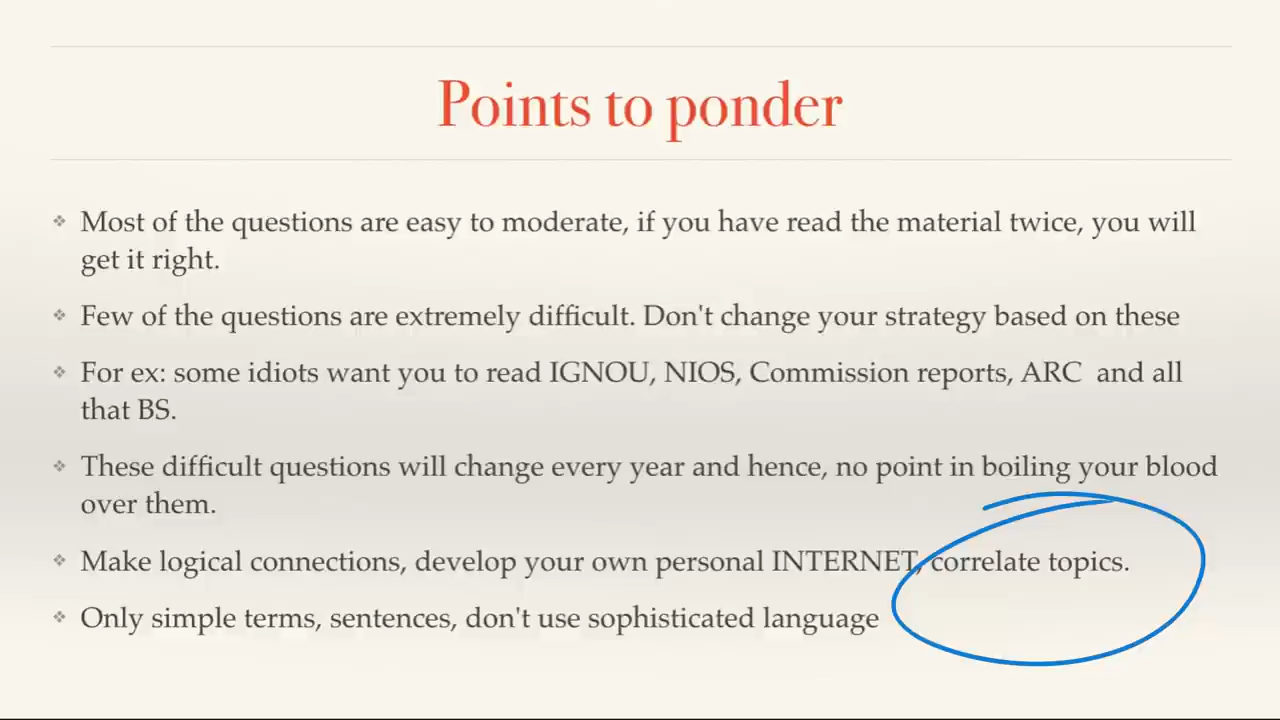 Points to ponder
❖ Most of the questions are easy to moderate, if you have read the material twice, you will
get it right.
❖ Few of the questions are extremely difficult. Don't change your strategy based on these
❖ For ex: some idiots want you to read IGNOU, NIOS, Commission reports, ARC and all
that BS.
❖ These difficult questions will change every year and hence, no point in boiling your blood
over them.
❖ Make logical connections, develop your own personal INTERNET, correlate topics.
❖ Only simple terms, sentences, don't use sophisticated language